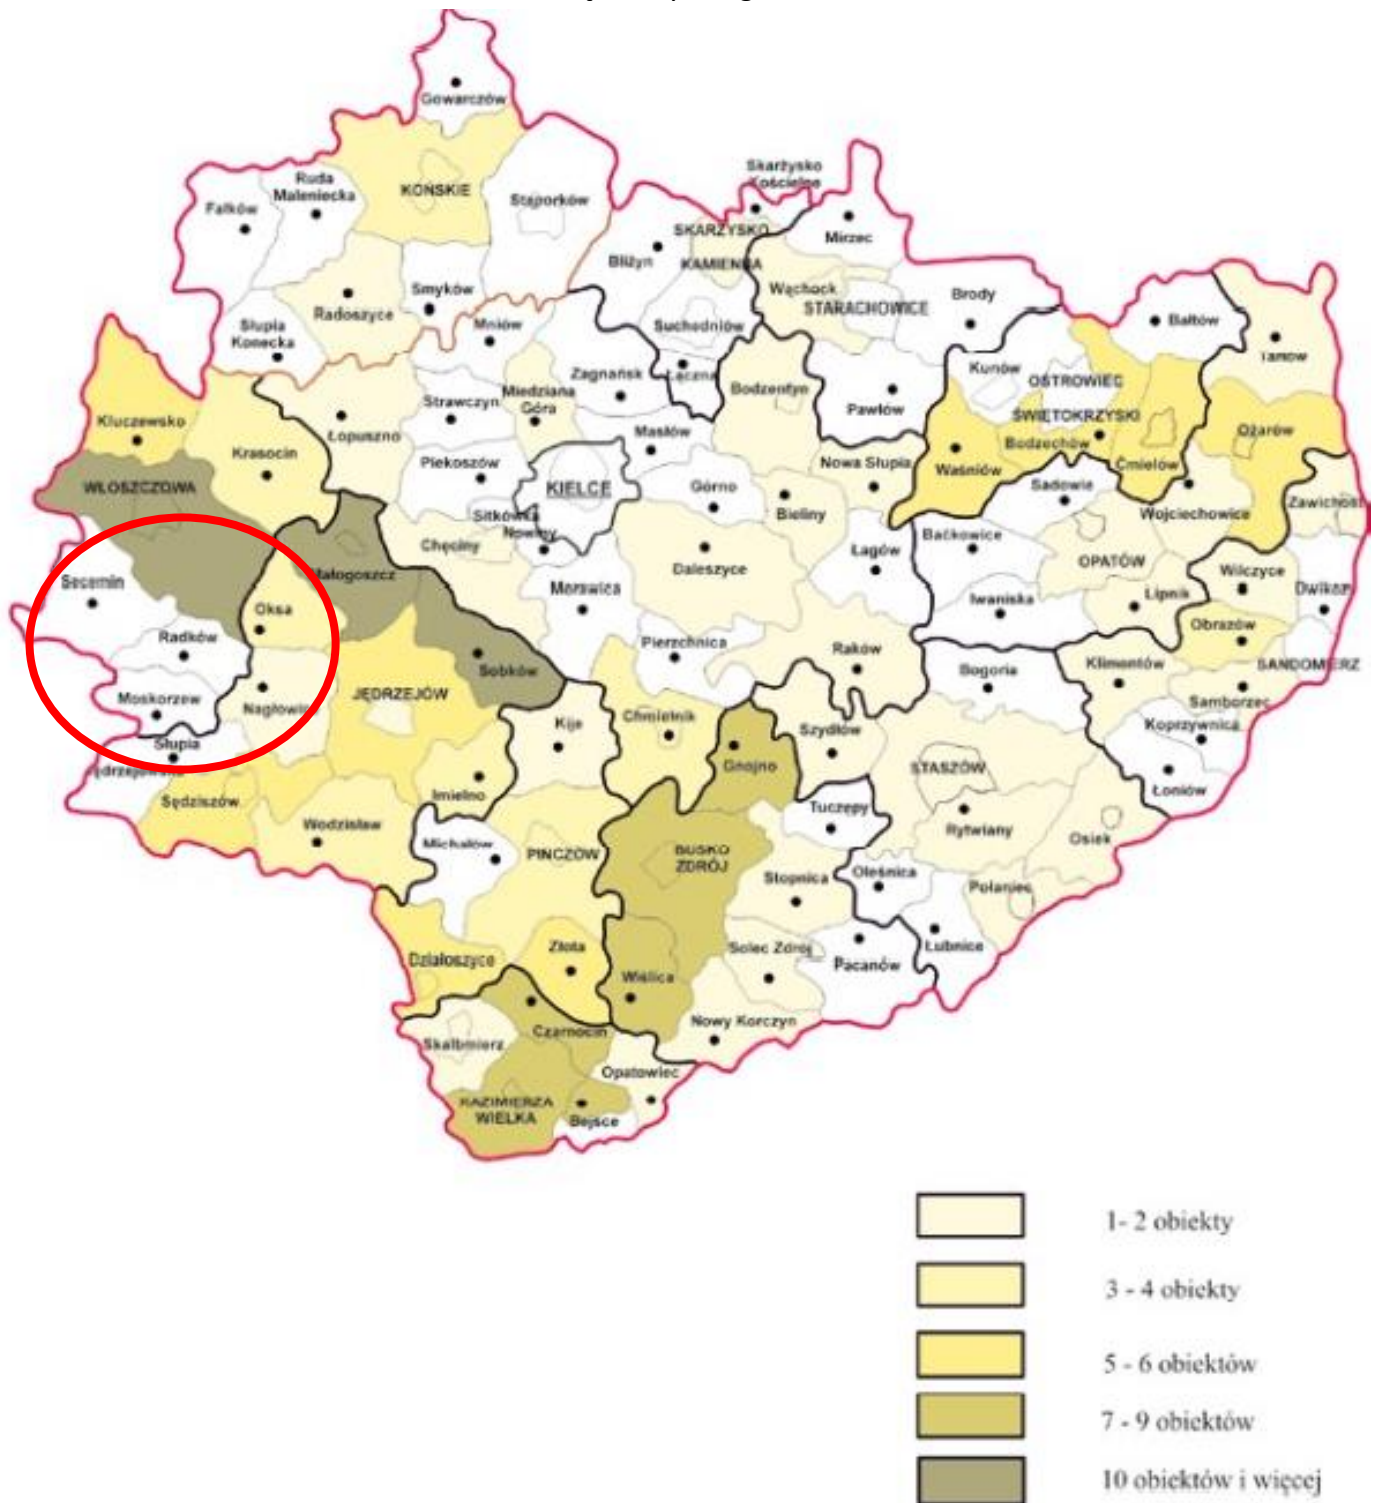 Gowarczów
Skarżysko
Kościelne
Ruda
Maleniecka
KOŃSKIE
Stąporków
Fałków
SKARŻYSKO
Mirzec
Bliżyn
KAMIENNA
Smyków
Wąchock
Brody
Radoszyce
STARACHOWICE
Słupia
Konecka
Mniów
Suchedniów
Bałtów
Tarłów
Zagnańsk
Łączna
Kunów
Miedziana
Góra
Bodzentyn
OSTROWIEC
Strawczyn
Pawłów
ŚWIĘTOKRZYSKI
Kluczewsko
Łopuszno
Masłów
Bodzechów
Ożarów
Krasocin
Piekoszów
Nowa Słupia
Waśniów
Ćmielów
WŁOSZCZOWA
KIELCE
Górno
Sadowie
Zawichost
Sitkówka
Nowiny
Bieliny
Wojciechowice
Chęciny
Łagów
Baćkowice
OPATÓW
Secemin
Małogoszcz
Daleszyce
Wilczyce
Morawica
Iwaniska
Lipnik
Dwikozy
Oksa
Radków
Pierzchnica
Obrazów
Sobków
Raków
Bogoria
Klimontów
SANDOMIERZ
Moskorzew
Nagłowice
JĘDRZEJÓW
Samborzec
Chmielnik
Koprzywnica
Kije
Szydłów
Słupia
Gnojno
STASZÓW
Łoniów
Sędziszów
Imielno
Tuczępy
Wodzisław
Rytwiany
Osiek
Michałów
PIŃCZÓW
BUSKO
ZDRÓJ
Stopnica
Oleśnica
Połaniec
Złota
Solec Zdrój
Łubnice
Działoszyce
Pacanów
Wiślica
Nowy Korczyn
Czarnocin
Skalbmierz
Opatowiec
KAZIMIERZA
WIELKA
Bejsce
1- 2 obiekty
3 - 4 obiekty
5 - 6 obiektów
7 - 9 obiektów
10 obiektów i więcej